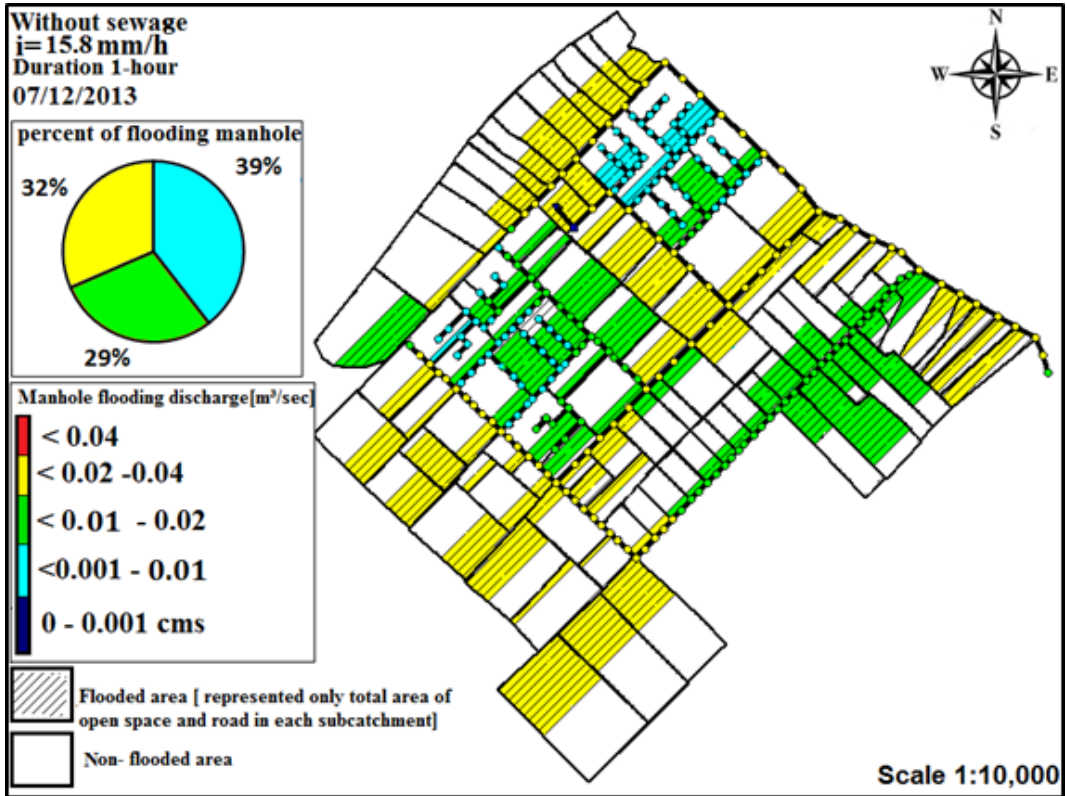 Without sewage
i=15.8 mm/h
Duration 1-hour
07/12/2013
percent of flooding manhole
39%
32%
29%
Manhole flooding discharge[m³/sec]
< 0.04
< 0.02 -0.04
< 0.01 - 0.02
<0.001 - 0.01
0 - 0.001 cms
Flooded area [ represented only total area of
open space and road in each subcatchment]
Non- flooded area
N
W
E
S
Scale 1:10,000